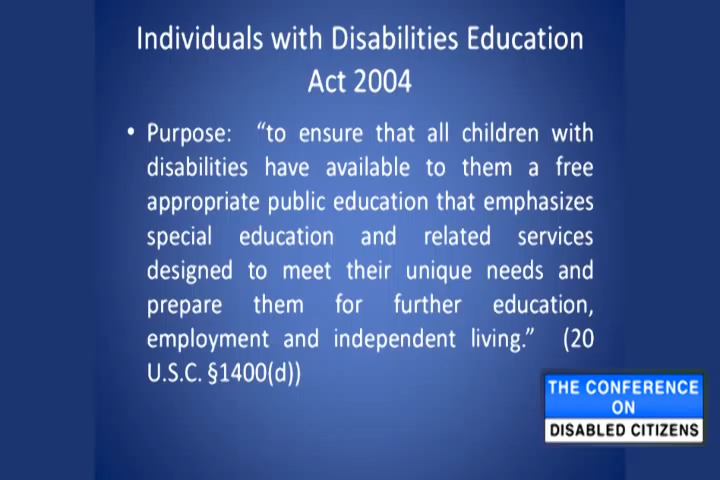 Individuals with Disabilities Education
Act 2004
• Purpose: “to ensure that all children with
disabilities have available to them a free
appropriate public education that emphasizes
special education and related services
designed to meet their unique needs and
prepare them for further education,
employment and independent living.” (20
U.S.C. §1400(d))
THE CONFERENCE
ON
DISABLED CITIZENS